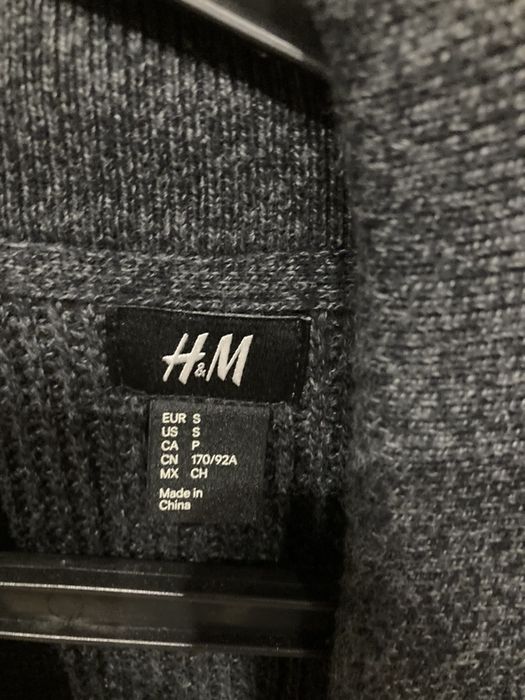 H&M
EUR S
US S
CA P
CN 170/92A
MX CH
Made in
China